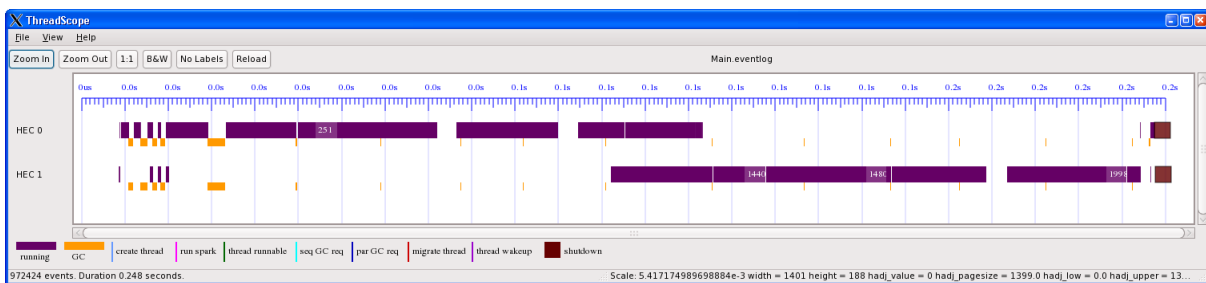 ThreadScope
File View Help
Zoom In Zoom Out 1:1 B&W No Labels Reload Main.eventlog
0us 0.0s 0.0s 0.0s 0.0s 0.0s 0.0s 0.1s 0.1s 0.1s 0.1s 0.1s 0.1s 0.1s 0.1s 0.1s 0.1s 0.1s 0.2s 0.2s 0.2s 0.2s 0.2s 0.2s 0.2s 0.2s
HEC 0 251
HEC 1 1440 1480 1998
running GC create thread run spark thread runnable seq GC req par GC req migrate thread thread wakeup shutdown
972424 events. Duration 0.248 seconds. Scale: 5.417174989698884e-3 width = 1401 height = 188 hadj_value = 0 hadj_pagesize = 1399.0 hadj_low = 0.0 hadj_upper = 13...